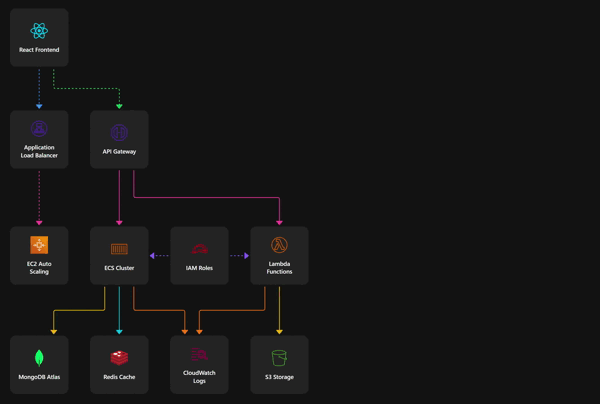 React Frontend
Application
Load Balancer
API Gateway
EC2 Auto
Scaling
ECS Cluster
IAM Roles
Lambda
Functions
MongoDB Atlas
Redis Cache
CloudWatch
Logs
S3 Storage